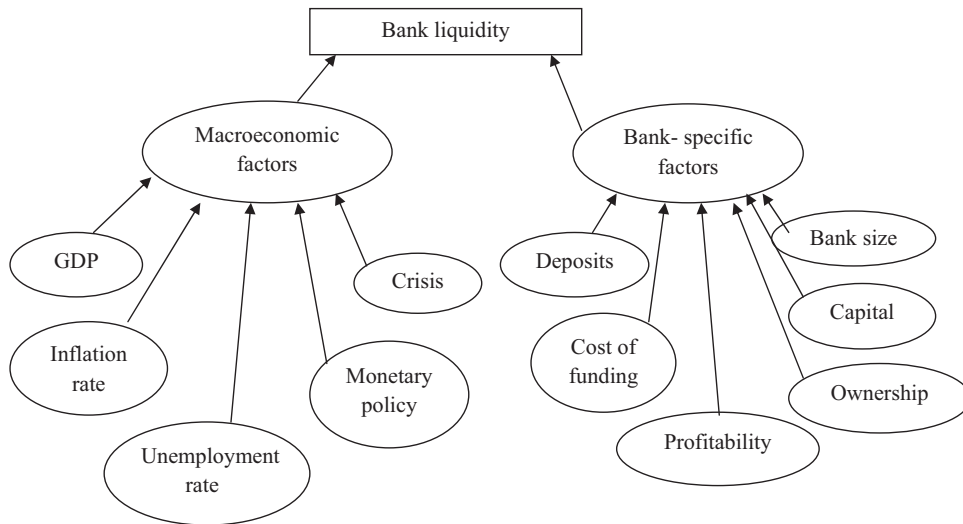 Bank liquidity
Macroeconomic
factors
Bank- specific
factors
GDP
Inflation
rate
Unemployment
rate
Monetary
policy
Crisis
Deposits
Cost of
funding
Profitability
Ownership
Capital
Bank size